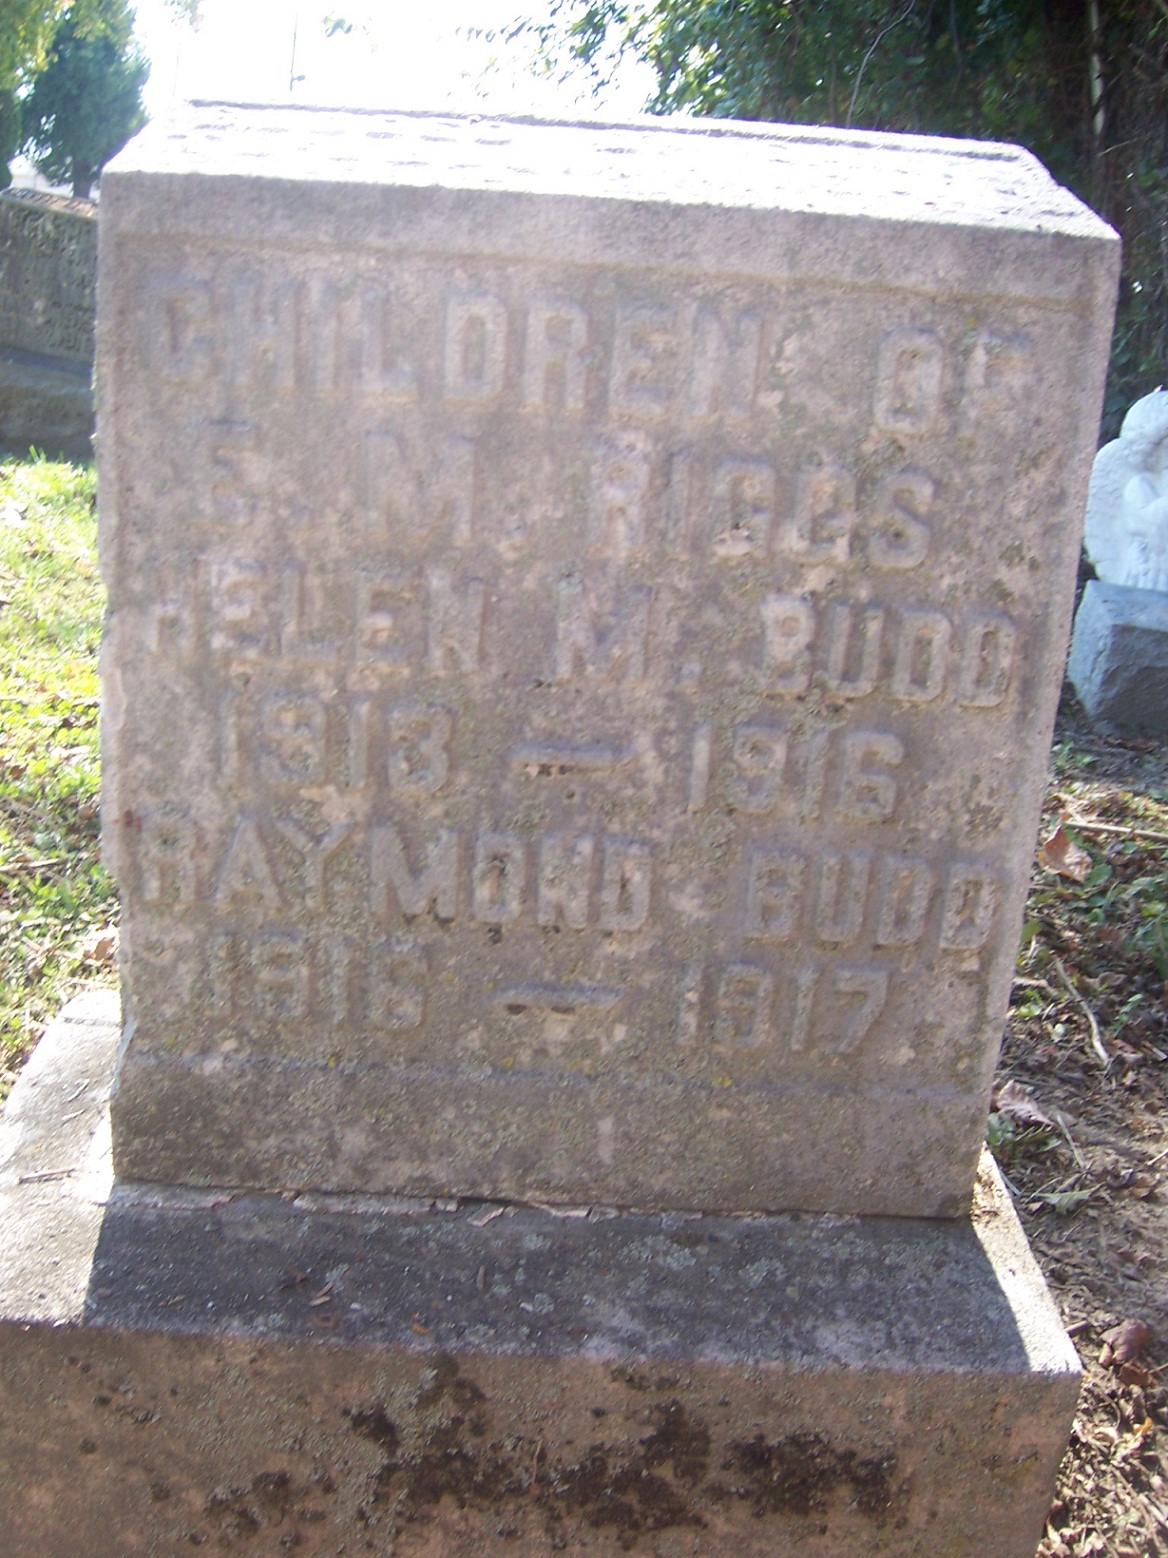 CHILDREN OF
E. M. RIGGS
HELEN M. BUDD
1913 — 1916
RAYMOND BUDD
1916 — 1917